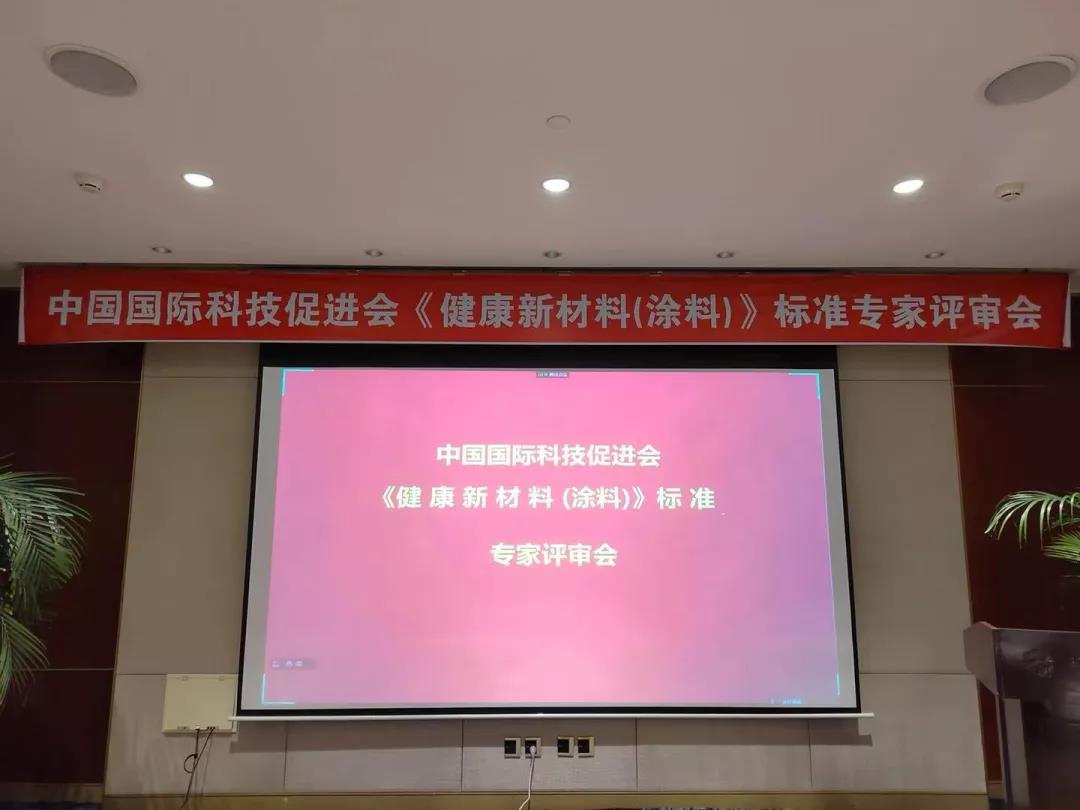 中国国际科技促进会《健康新材料(涂料)》标准专家评审会
中国国际科技促进会
《健康新材料(涂料)》标准
专家评审会